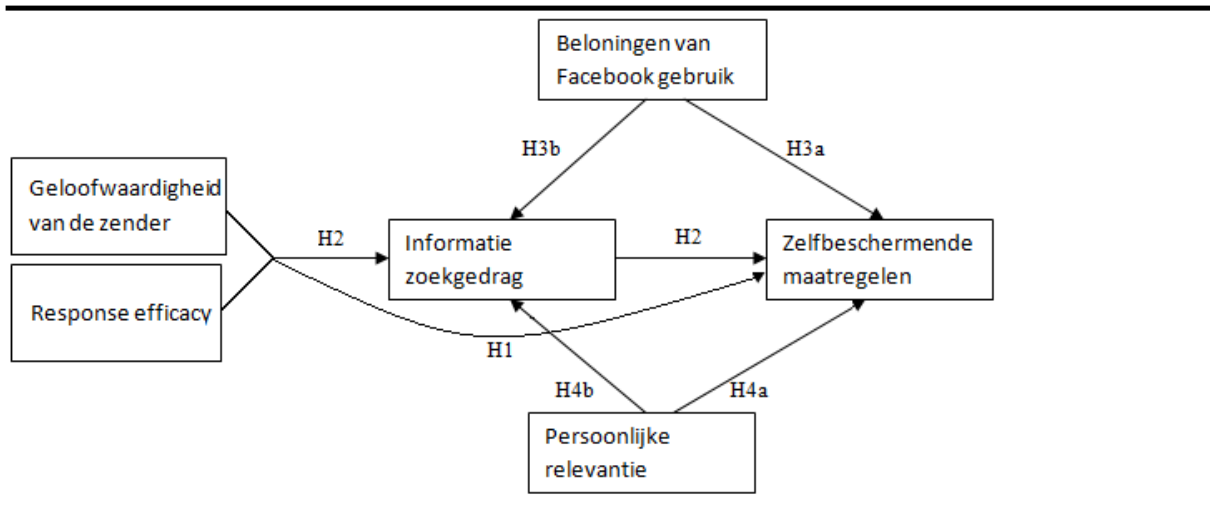 Beloningen van
Facebook gebruik
H3b
H3a
Geloofwaardigheid
van de zender
H2
Informatie
zoekgedrag
H2
Zelfbeschermende
maatregelen
Response efficacy
H1
H4b
H4a
Persoonlijke
relevantie